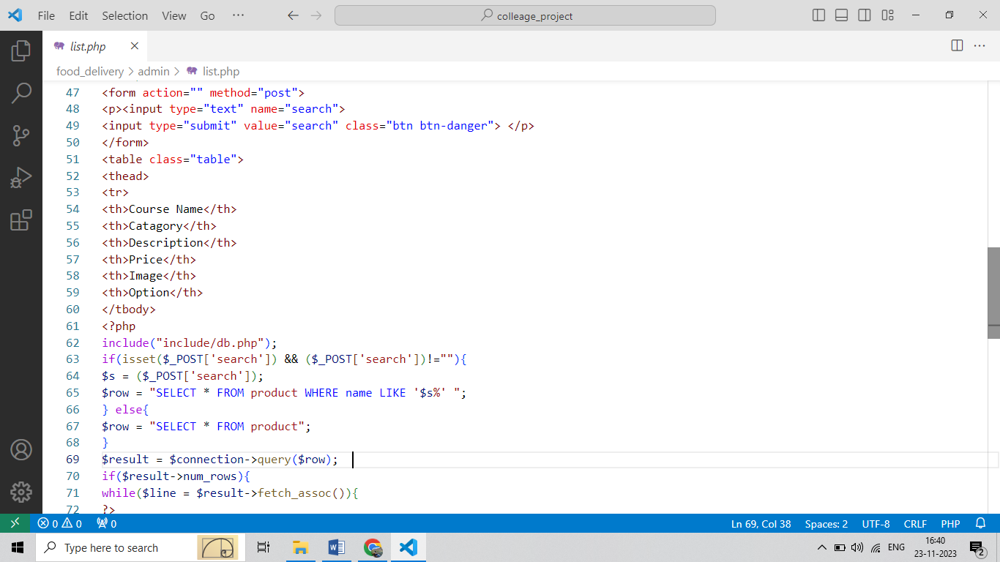 File Edit Selection View Go ··· colleage_project
list.php
food_delivery > admin > list.php
47 <form action="" method="post">
48 <p><input type="text" name="search">
49 <input type="submit" value="search" class="btn btn-danger"> </p>
50 </form>
51 <table class="table">
52 <thead>
53 <tr>
54 <th>Course Name</th>
55 <th>Catagory</th>
56 <th>Description</th>
57 <th>Price</th>
58 <th>Image</th>
59 <th>Option</th>
60 </tbody>
61 <?php
62 include("include/db.php");
63 if(isset($_POST['search']) && ($_POST['search'])!=""){
64 $s = ($_POST['search']);
65 $row = "SELECT * FROM product WHERE name LIKE '$s%' ";
66 } else{
67 $row = "SELECT * FROM product";
68 }
69 $result = $connection->query($row);
70 if($result->num_rows){
71 while($line = $result->fetch_assoc()){
72 ?>
0 0 0 Ln 69, Col 38 Spaces: 2 UTF-8 CRLF PHP
Type here to search ENG 16:40
23-11-2023 2